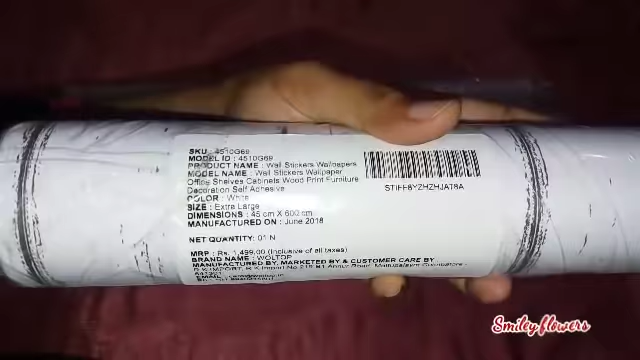 SKU : 4510G69
MODEL ID : 4510G69
PRODUCT NAME : Wall Stickers Wallpapers
MODEL NAME : Wall Stickers Wallpaper
Office Shelves Cabinets Wood Print Furniture
Decoration Self Adhesive
COLOR : White
SIZE : Extra Large
DIMENSIONS : 45 cm X 600 cm
MANUFACTURED ON : June 2018
NET QUANTITY: 01 N
MRP : Rs. 1,499.00 (Inclusive of all taxes)
BRAND NAME : WOLTOP
MANUFACTURED BY, MARKETED BY & CUSTOMER CARE BY
STIFF8YZHZHJAT8A
Smiley flowers